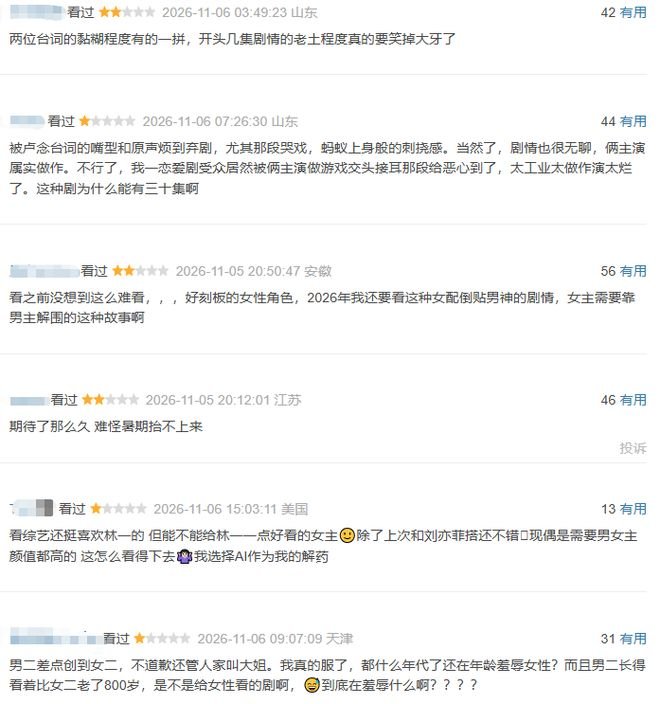 看过 2026-11-06 03:49:23 山东 42 有用
两位台词的黏糊程度有的一拼，开头几集剧情的老土程度真的要笑掉大牙了
看过 2026-11-06 07:26:30 山东 44 有用
被卢念台词的嘴型和原声烦到弃剧，尤其那段哭戏，蚂蚁上身般的刺挠感。当然了，剧情也很无聊，俩主演
属实做作。不行了，我一恋爱剧受众居然被俩主演做游戏交头接耳那段给恶心到了，太工业太做作演太烂
了。这种剧为什么能有三十集啊
看过 2026-11-05 20:50:47 安徽 56 有用
看之前没想到这么难看，，，好刻板的女性角色，2026年我还要看这种女配倒贴男神的剧情，女主需要靠
男主解围的这种故事啊
看过 2026-11-05 20:12:01 江苏 46 有用
期待了那么久 难怪暑期抬不上来
投诉
看过 2026-11-06 15:03:11 美国 13 有用
看综艺还挺喜欢林一的 但能不能给林一一点好看的女主🙂除了上次和刘亦菲搭还不错 现偶是需要男女主
颜值都高的 这怎么看得下去🤷🏻‍♀️我选择AI作为我的解药
看过 2026-11-06 09:07:09 天津 31 有用
男二差点创到女二，不道歉还管人家叫大姐。我真的服了，都什么年代了还在年龄羞辱女性？而且男二长得
看着比女二老了800岁，是不是给女性看的剧啊，😅到底在羞辱什么啊？？？？